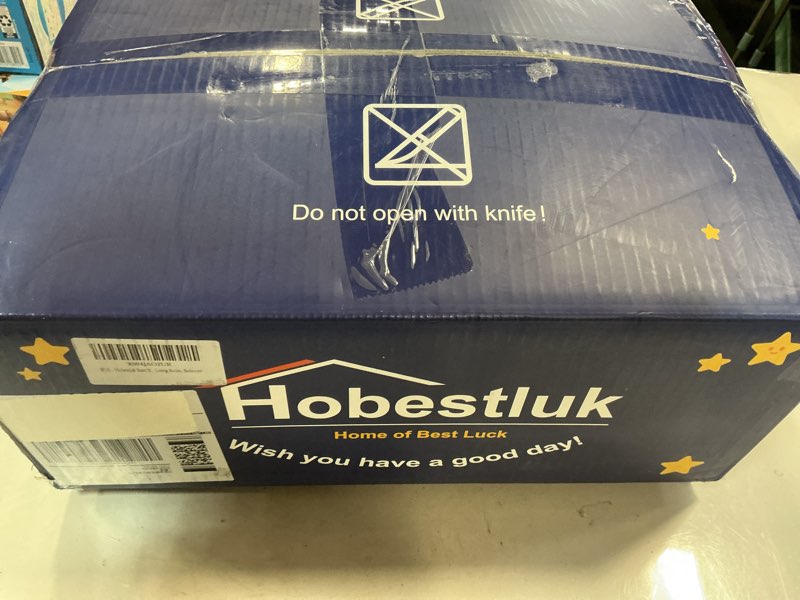 Do not open with knife!
Hobestluk
Home of Best Luck
Wish you have a good day!